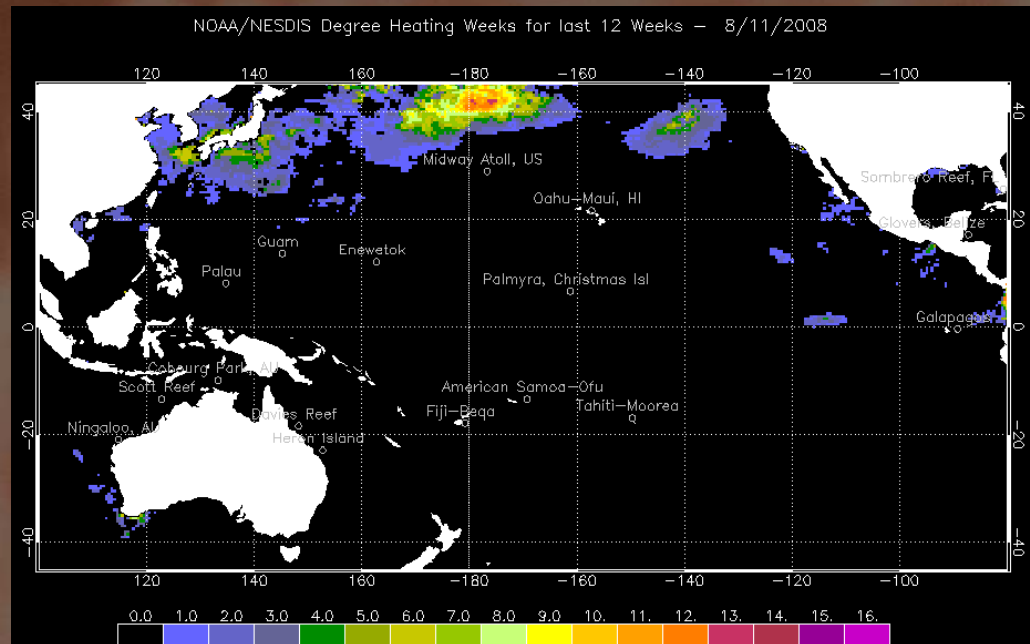 NOAA/NESDIS Degree Heating Weeks for last 12 Weeks - 8/11/2008
120 140 160 -180 -160 -140 -120 -100
40 40
Midway Atoll, US
Sombrero Reef, F
Oahu-Maui, HI
20 20
Glovers, Belize
Guam
Enewetok
Palau
Palmyra, Christmas Isl
0 0
Galapagos
Cobourg Park, AU
Scott Reef
American Samoa-Ofu
Davies Reef
Fiji-Beqa
Tahiti-Moorea
Ningaloo, AU
-20 -20
Heron Island
-40 -40
120 140 160 -180 -160 -140 -120 -100
0.0 1.0 2.0 3.0 4.0 5.0 6.0 7.0 8.0 9.0 10. 11. 12. 13. 14. 15. 16.